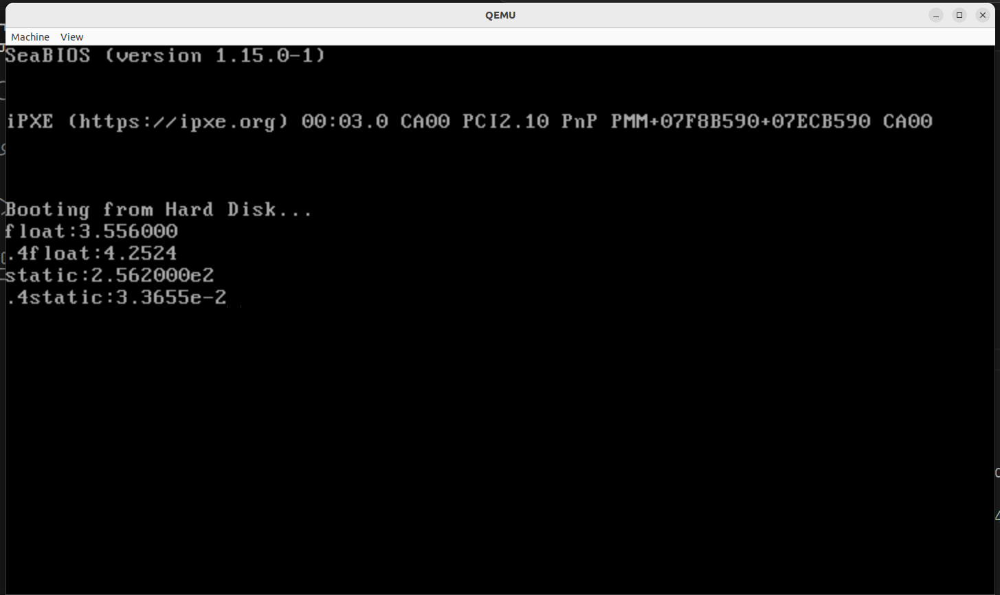 QEMU
Machine View
SeaBIOS (version 1.15.0-1)
iPXE (https://ipxe.org) 00:03.0 CA00 PCI2.10 PnP PMM+07F8B590+07ECB590 CA00
Booting from Hard Disk...
float:3.556000
.4float:4.2524
static:2.562000e2
.4static:3.3655e-2